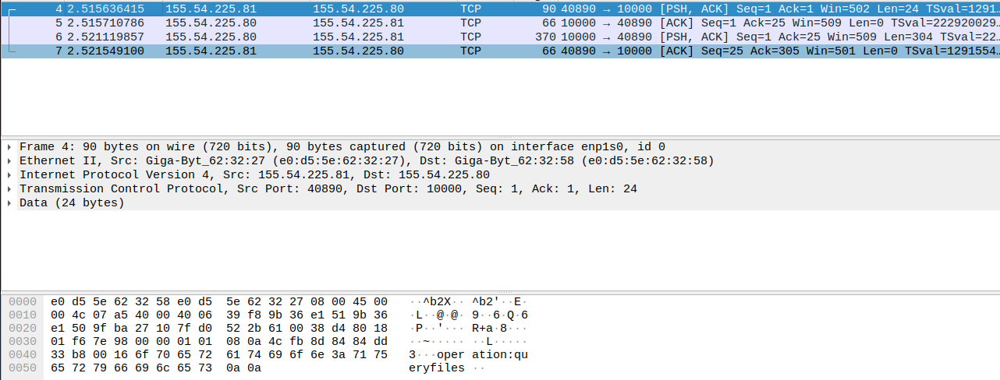 4 2.515636415 155.54.225.81 155.54.225.80 TCP 90 40890 → 10000 [PSH, ACK] Seq=1 Ack=1 Win=502 Len=24 TSval=1291…
5 2.515710786 155.54.225.80 155.54.225.81 TCP 66 10000 → 40890 [ACK] Seq=1 Ack=25 Win=509 Len=0 TSval=222920029…
6 2.521119857 155.54.225.80 155.54.225.81 TCP 370 10000 → 40890 [PSH, ACK] Seq=1 Ack=25 Win=509 Len=304 TSval=22…
7 2.521549100 155.54.225.81 155.54.225.80 TCP 66 40890 → 10000 [ACK] Seq=25 Ack=305 Win=501 Len=0 TSval=1291554…
Frame 4: 90 bytes on wire (720 bits), 90 bytes captured (720 bits) on interface enp1s0, id 0
Ethernet II, Src: Giga-Byt_62:32:27 (e0:d5:5e:62:32:27), Dst: Giga-Byt_62:32:58 (e0:d5:5e:62:32:58)
Internet Protocol Version 4, Src: 155.54.225.81, Dst: 155.54.225.80
Transmission Control Protocol, Src Port: 40890, Dst Port: 10000, Seq: 1, Ack: 1, Len: 24
Data (24 bytes)
0000 e0 d5 5e 62 32 58 e0 d5 5e 62 32 27 08 00 45 00 ··^b2X·· ^b2'··E·
0010 00 4c 07 a5 40 00 40 06 39 f8 9b 36 e1 51 9b 36 ·L··@·@· 9··6·Q·6
0020 e1 50 9f ba 27 10 7f d0 52 2b 61 00 38 d4 80 18 ·P··'··· R+a·8···
0030 01 f6 7e 98 00 00 01 01 08 0a 4c fb 8d 84 84 dd ··~····· ··L·····
0040 33 b8 00 16 6f 70 65 72 61 74 69 6f 6e 3a 71 75 3···oper ation:qu
0050 65 72 79 66 69 6c 65 73 0a 0a eryfiles ··